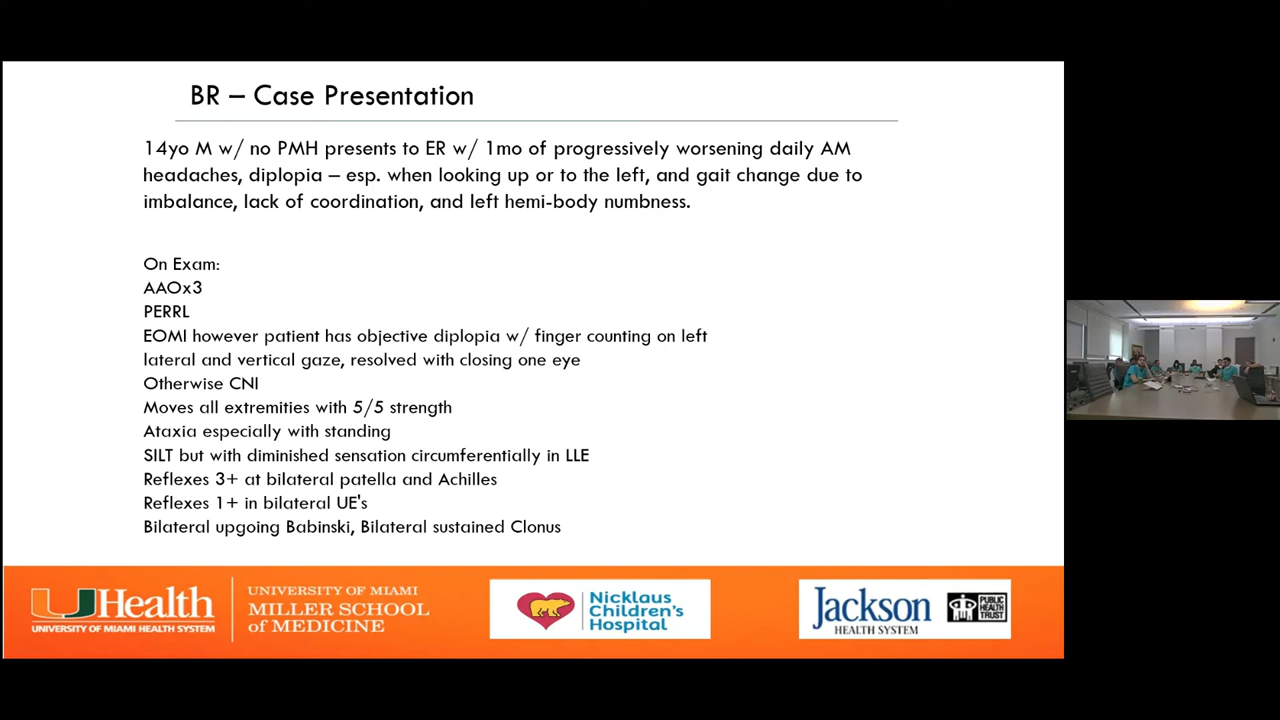 BR – Case Presentation
14yo M w/ no PMH presents to ER w/ 1mo of progressively worsening daily AM
headaches, diplopia – esp. when looking up or to the left, and gait change due to
imbalance, lack of coordination, and left hemi-body numbness.
On Exam:
AAOx3
PERRL
EOMI however patient has objective diplopia w/ finger counting on left
lateral and vertical gaze, resolved with closing one eye
Otherwise CNI
Moves all extremities with 5/5 strength
Ataxia especially with standing
SILT but with diminished sensation circumferentially in LLE
Reflexes 3+ at bilateral patella and Achilles
Reflexes 1+ in bilateral UE's
Bilateral upgoing Babinski, Bilateral sustained Clonus
UHealth
UNIVERSITY OF MIAMI HEALTH SYSTEM
UNIVERSITY OF MIAMI
MILLER SCHOOL
of MEDICINE
Nicklaus
Children's
Hospital
Jackson
HEALTH SYSTEM
PUBLIC
HEALTH
TRUST